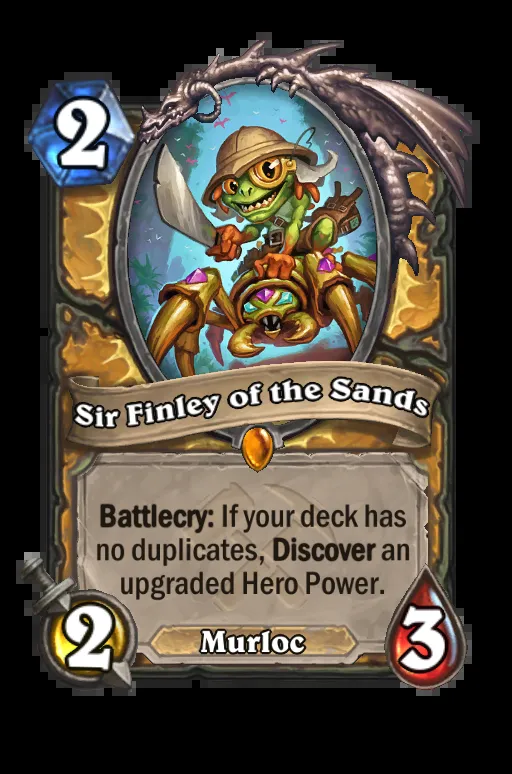 2
Sir Finley of the Sands
Battlecry: If your deck has
no duplicates, Discover an
upgraded Hero Power.
2
Murloc
3